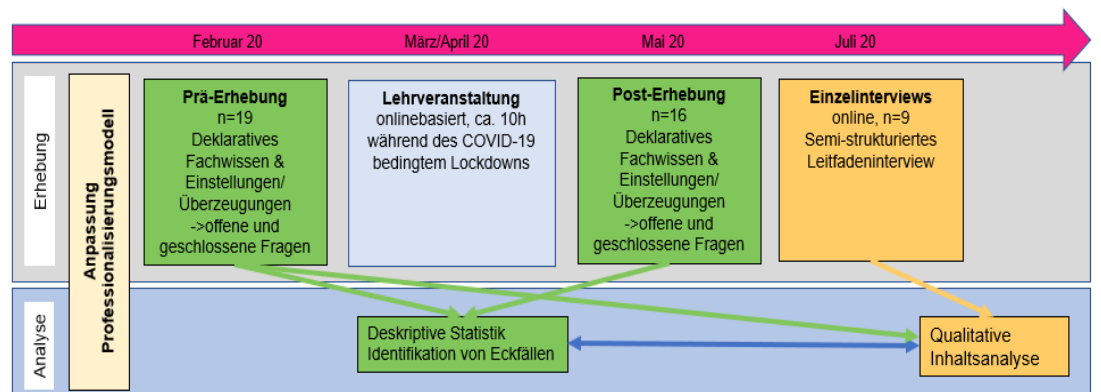 Februar 20
März/April 20
Mai 20
Juli 20
Erhebung
Anpassung
Professionalisierungsmodell
Prä-Erhebung
n=19
Deklaratives
Fachwissen &
Einstellungen/
Überzeugungen
->offene und
geschlossene Fragen
Lehrveranstaltung
onlinebasiert, ca. 10h
während des COVID-19
bedingtem Lockdowns
Post-Erhebung
n=16
Deklaratives
Fachwissen &
Einstellungen/
Überzeugungen
->offene und
geschlossene Fragen
Einzelinterviews
online, n=9
Semi-strukturiertes
Leitfadeninterview
Analyse
Deskriptive Statistik
Identifikation von Eckfällen
Qualitative
Inhaltsanalyse